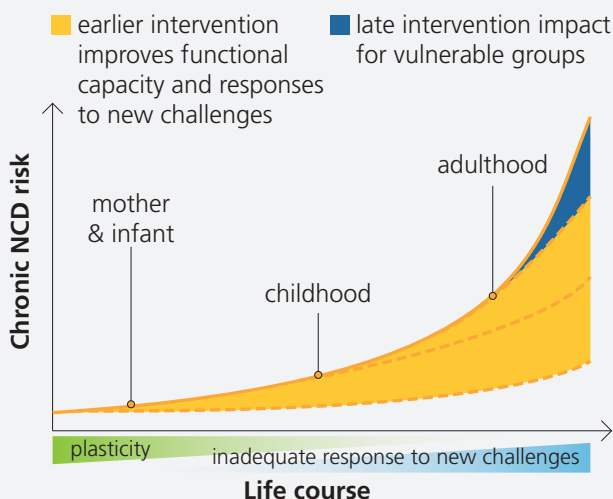 earlier intervention
improves functional
capacity and responses
to new challenges
late intervention impact
for vulnerable groups
Chronic NCD risk
mother
& infant
childhood
adulthood
plasticity
inadequate response to new challenges
Life course